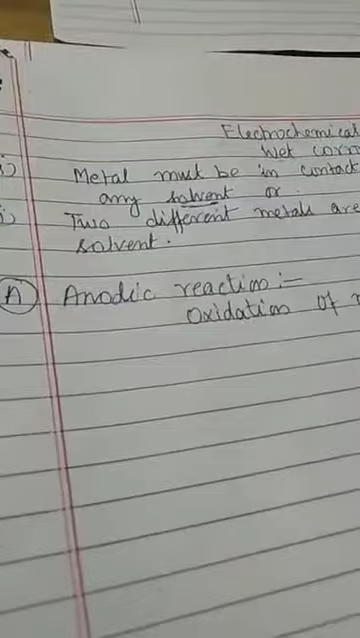 Electrochemical
Wet corr
i) Metal must be in contact
any solvent or
i) Two different metals are
solvent.
A Anodic reaction :-
oxidation of